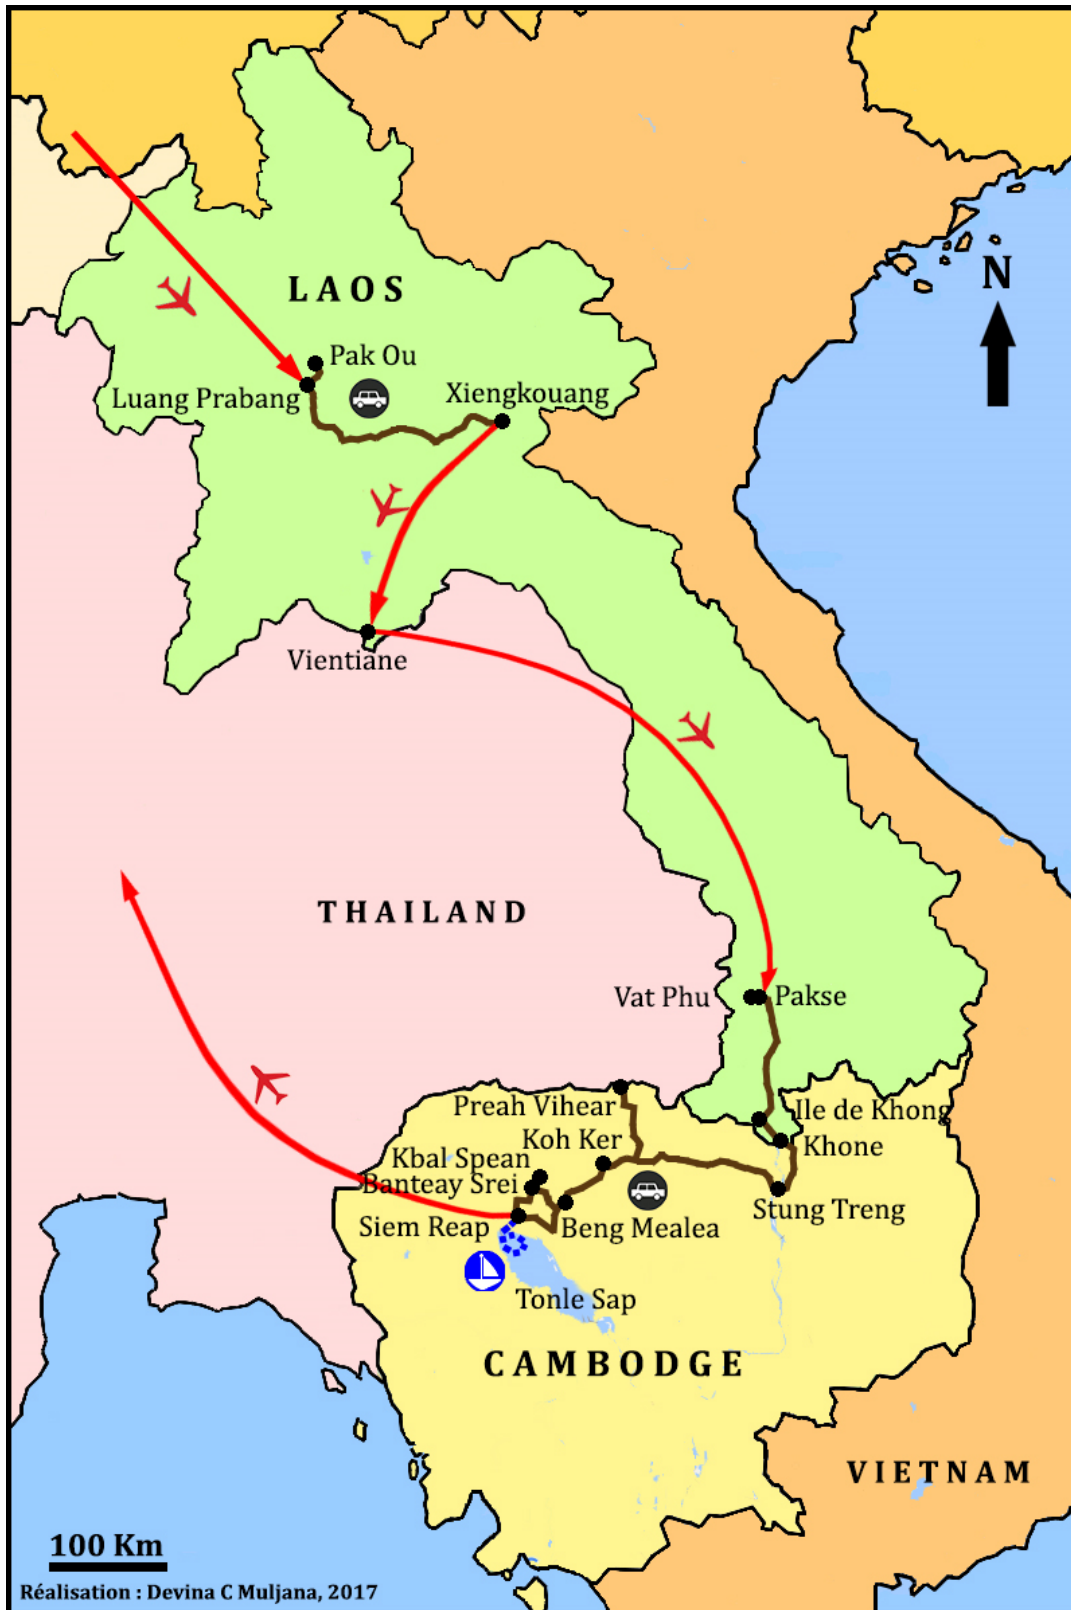 N
LAOS
Pak Ou
Luang Prabang
Xiengkouang
Vientiane
THAILAND
Vat Phu
Pakse
Preah Vihear
Ile de Khong
Koh Ker
Khone
Kbal Spean
Banteay Srei
Stung Treng
Siem Reap
Beng Mealea
Tonle Sap
CAMBODGE
VIETNAM
100 Km
Réalisation : Devina C Muljana, 2017